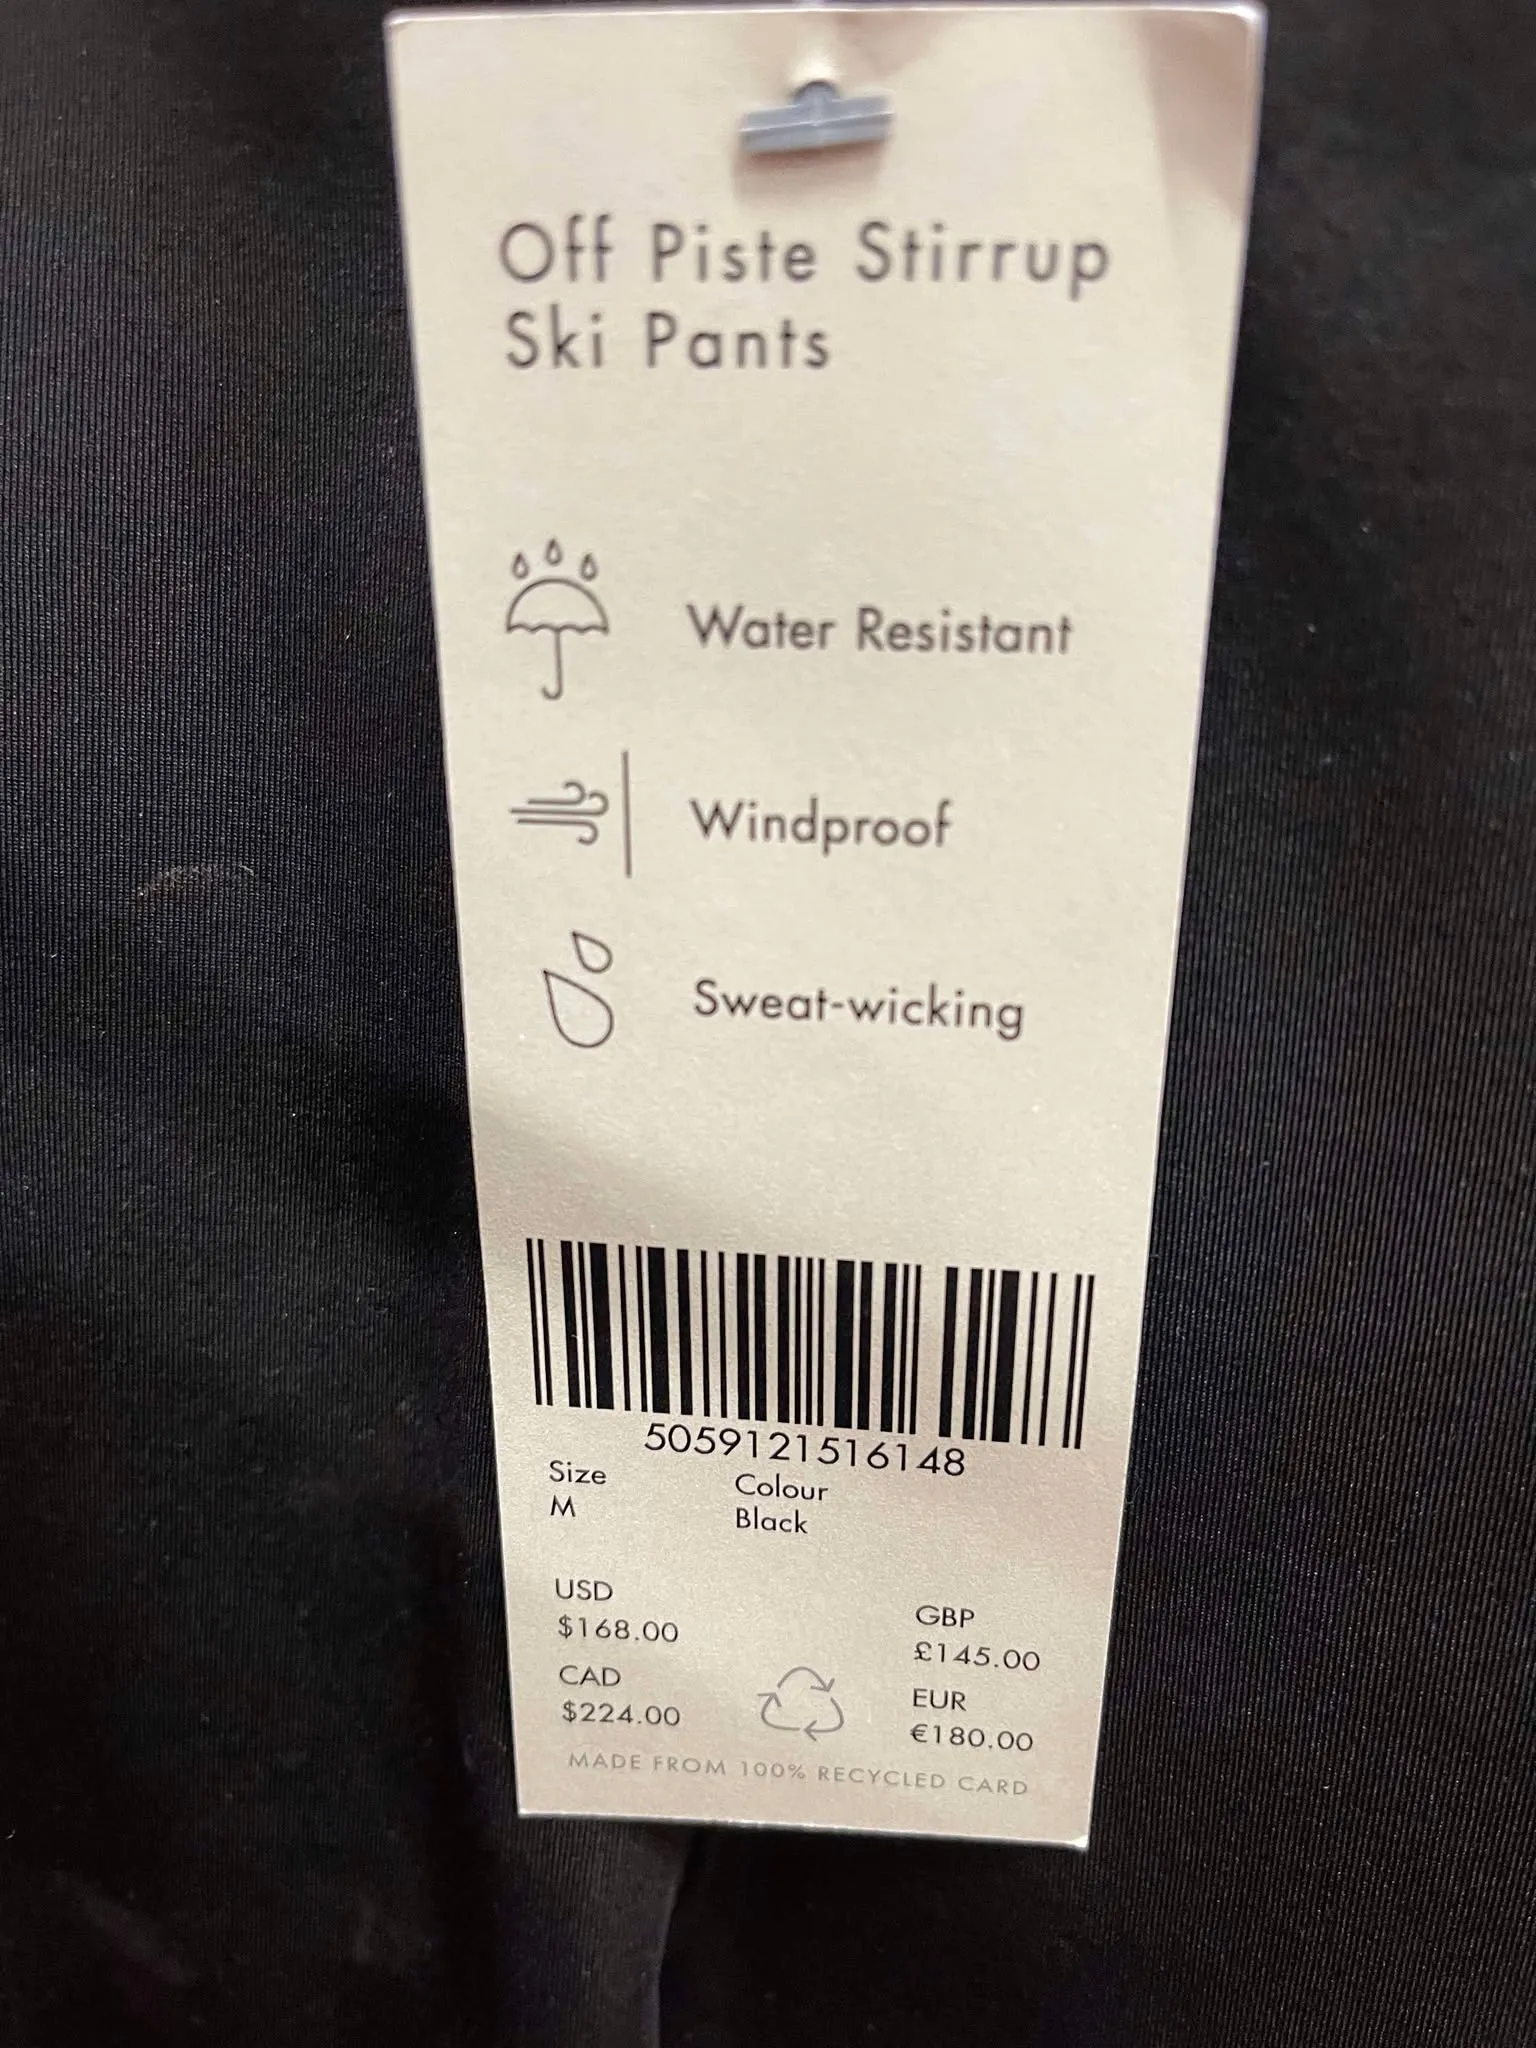 Off Piste Stirrup
Ski Pants
Water Resistant
Windproof
Sweat-wicking
5059121516148
Size
M
Colour
Black
USD
$168.00
CAD
$224.00
GBP
£145.00
EUR
€180.00
MADE FROM 100% RECYCLED CARD